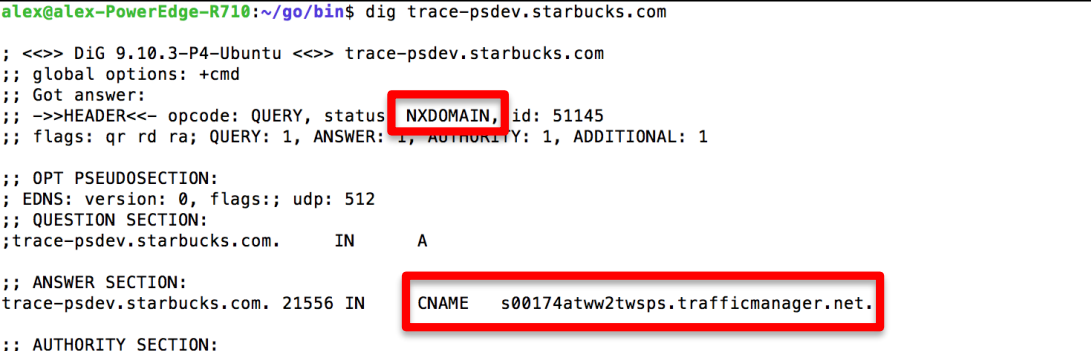 alex@alex-PowerEdge-R710:~/go/bin$ dig trace-psdev.starbucks.com
; <<>> DiG 9.10.3-P4-Ubuntu <<>> trace-psdev.starbucks.com
;; global options: +cmd
;; Got answer:
;; ->>HEADER<<- opcode: QUERY, status NXDOMAIN, id: 51145
;; flags: qr rd ra; QUERY: 1, ANSWER: 1, AUTHORITY: 1, ADDITIONAL: 1
;; OPT PSEUDOSECTION:
; EDNS: version: 0, flags:; udp: 512
;; QUESTION SECTION:
;trace-psdev.starbucks.com. IN A
;; ANSWER SECTION:
trace-psdev.starbucks.com. 21556 IN CNAME s00174atww2twsps.trafficmanager.net.
;; AUTHORITY SECTION: